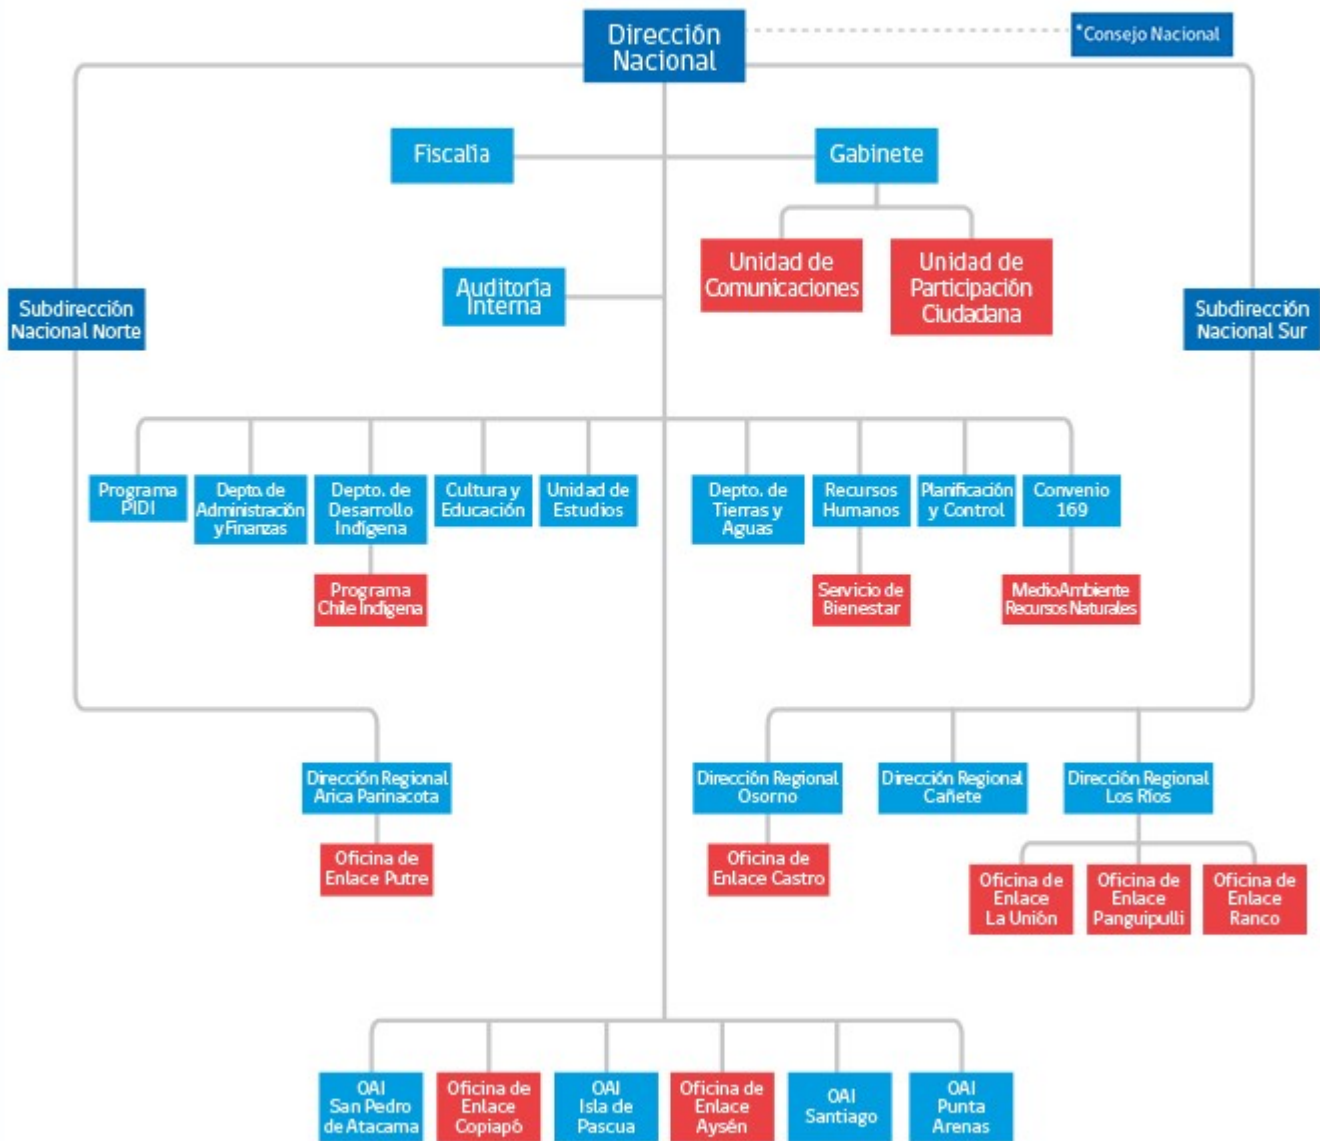 Dirección
Nacional
*Consejo Nacional
Fiscalía
Gabinete
Unidad de
Comunicaciones
Unidad de
Participación
Ciudadana
Auditoría
Interna
Subdirección
Nacional Norte
Subdirección
Nacional Sur
Programa
PIDI
Depto. de
Administración
y Finanzas
Depto. de
Desarrollo
Indígena
Cultura y
Educación
Unidad de
Estudios
Depto. de
Tierras y
Aguas
Recursos
Humanos
Planificación
y Control
Convenio
169
Programa
Chile Indígena
Servicio de
Bienestar
MedioAmbiente
Recursos Naturales
Dirección Regional
Arica Parinacota
Dirección Regional
Osorno
Dirección Regional
Cañete
Dirección Regional
Los Ríos
Oficina de
Enlace Putre
Oficina de
Enlace Castro
Oficina de
Enlace
La Unión
Oficina de
Enlace
Panguipulli
Oficina de
Enlace
Ranco
OAI
San Pedro
de Atacama
Oficina de
Enlace
Copiapó
OAI
Isla de
Pascua
Oficina de
Enlace
Aysén
OAI
Santiago
OAI
Punta
Arenas